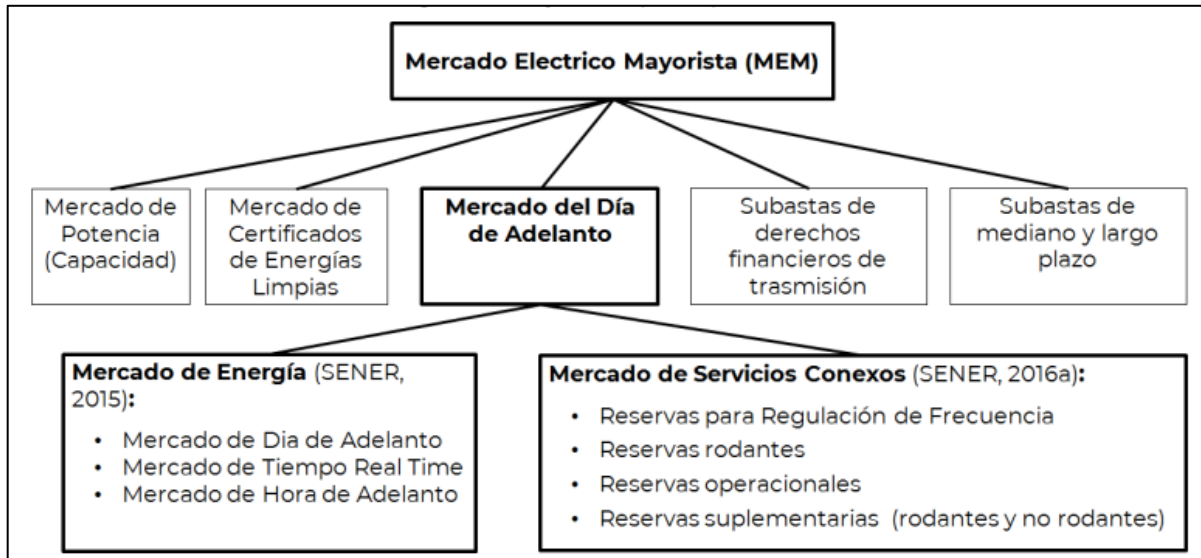 Mercado Electrico Mayorista (MEM)
Mercado de
Potencia
(Capacidad)
Mercado de
Certificados
de Energías
Limpias
Mercado del Día
de Adelanto
Subastas de
derechos
financieros de
trasmisión
Subastas de
mediano y largo
plazo
Mercado de Energía (SENER,
2015):
• Mercado de Dia de Adelanto
• Mercado de Tiempo Real Time
• Mercado de Hora de Adelanto
Mercado de Servicios Conexos (SENER, 2016a):
• Reservas para Regulación de Frecuencia
• Reservas rodantes
• Reservas operacionales
• Reservas suplementarias (rodantes y no rodantes)